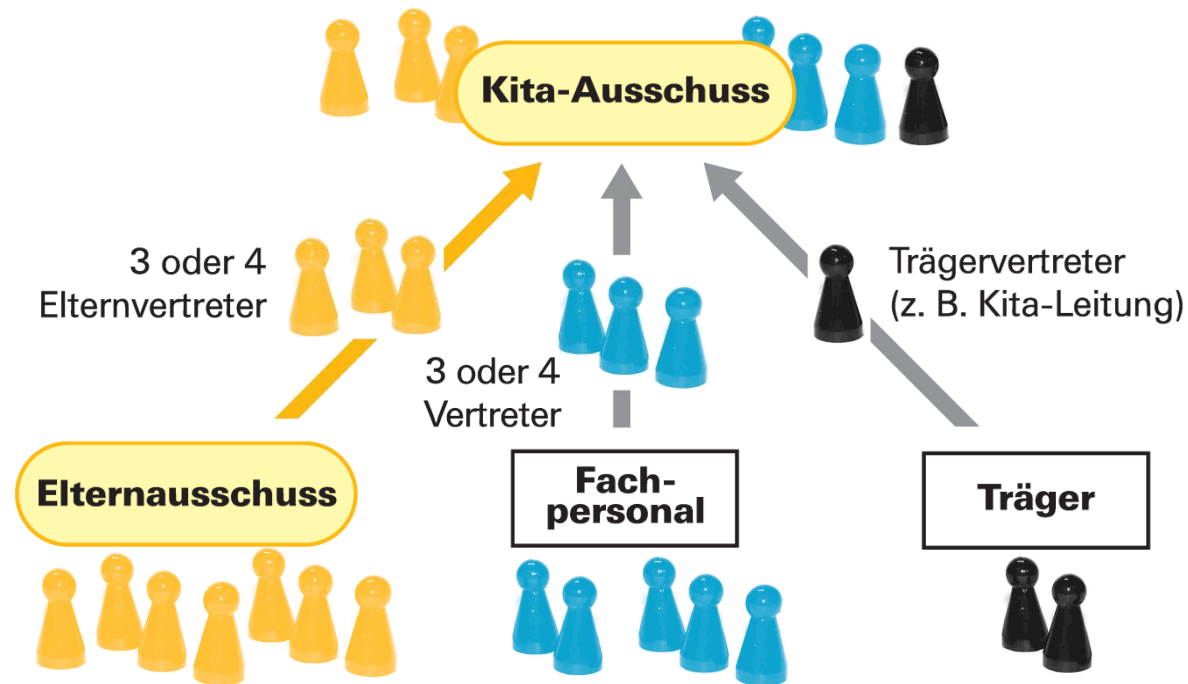 Kita-Ausschuss
3 oder 4
Elternvertreter
3 oder 4
Vertreter
Trägervertreter
(z. B. Kita-Leitung)
Elternausschuss
Fach-
personal
Träger